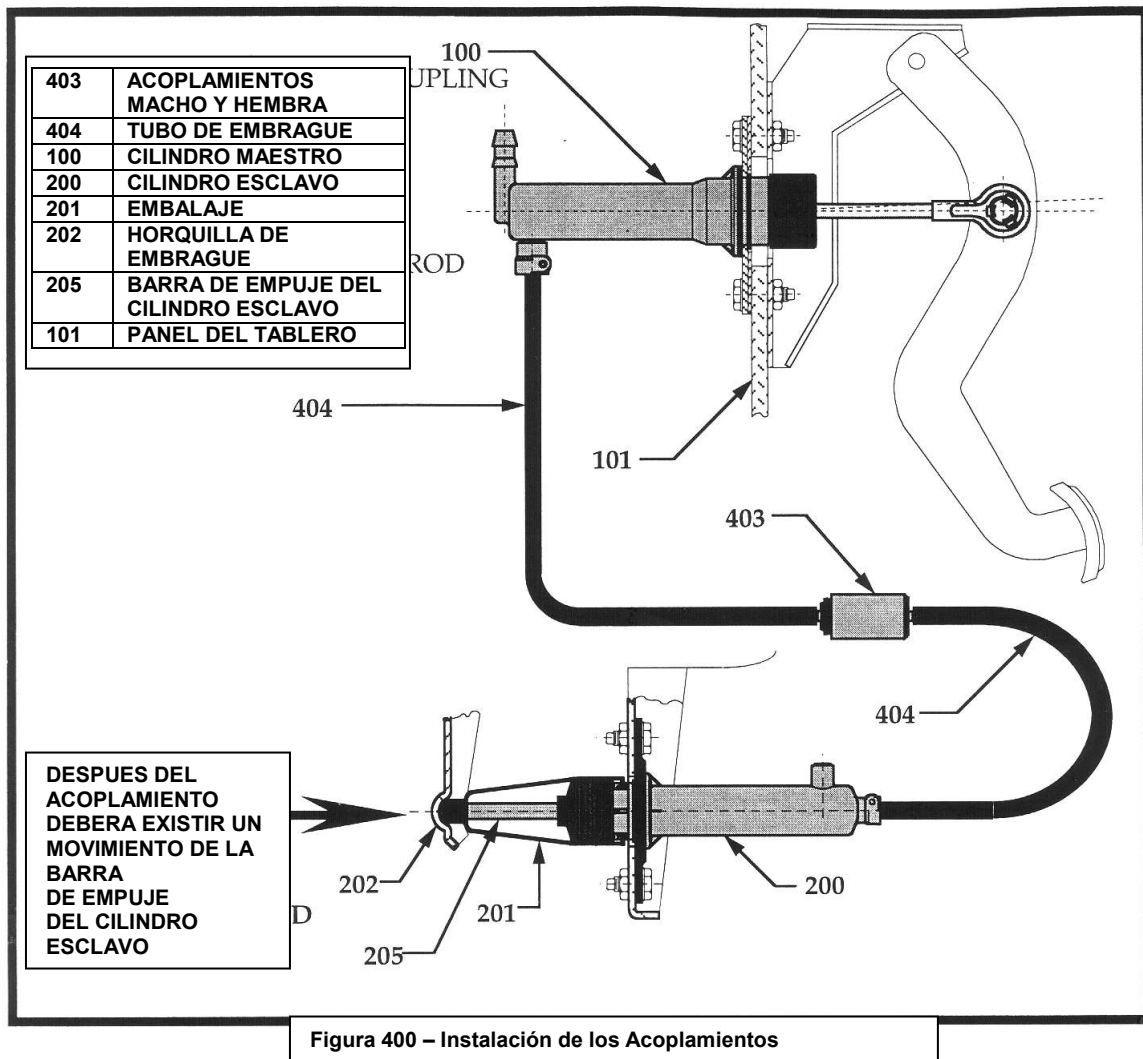 403 ACOPLAMIENTOS
MACHO Y HEMBRA
404 TUBO DE EMBRAGUE
100 CILINDRO MAESTRO
200 CILINDRO ESCLAVO
201 EMBALAJE
202 HORQUILLA DE
EMBRAGUE
205 BARRA DE EMPUJE DEL
CILINDRO ESCLAVO
101 PANEL DEL TABLERO
100
UPLING
ROD
404
101
403
404
DESPUES DEL
ACOPLAMIENTO
DEBERA EXISTIR UN
MOVIMIENTO DE LA
BARRA
DE EMPUJE
DEL CILINDRO
ESCLAVO
D
202
201
200
205
Figura 400 – Instalación de los Acoplamientos